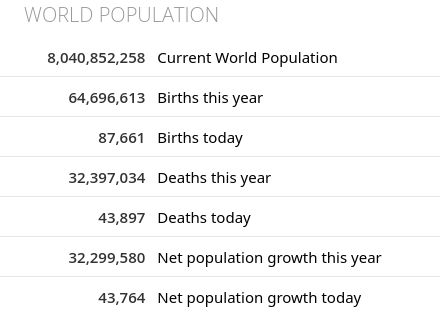 WORLD POPULATION
8,040,852,258 Current World Population
64,696,613 Births this year
87,661 Births today
32,397,034 Deaths this year
43,897 Deaths today
32,299,580 Net population growth this year
43,764 Net population growth today